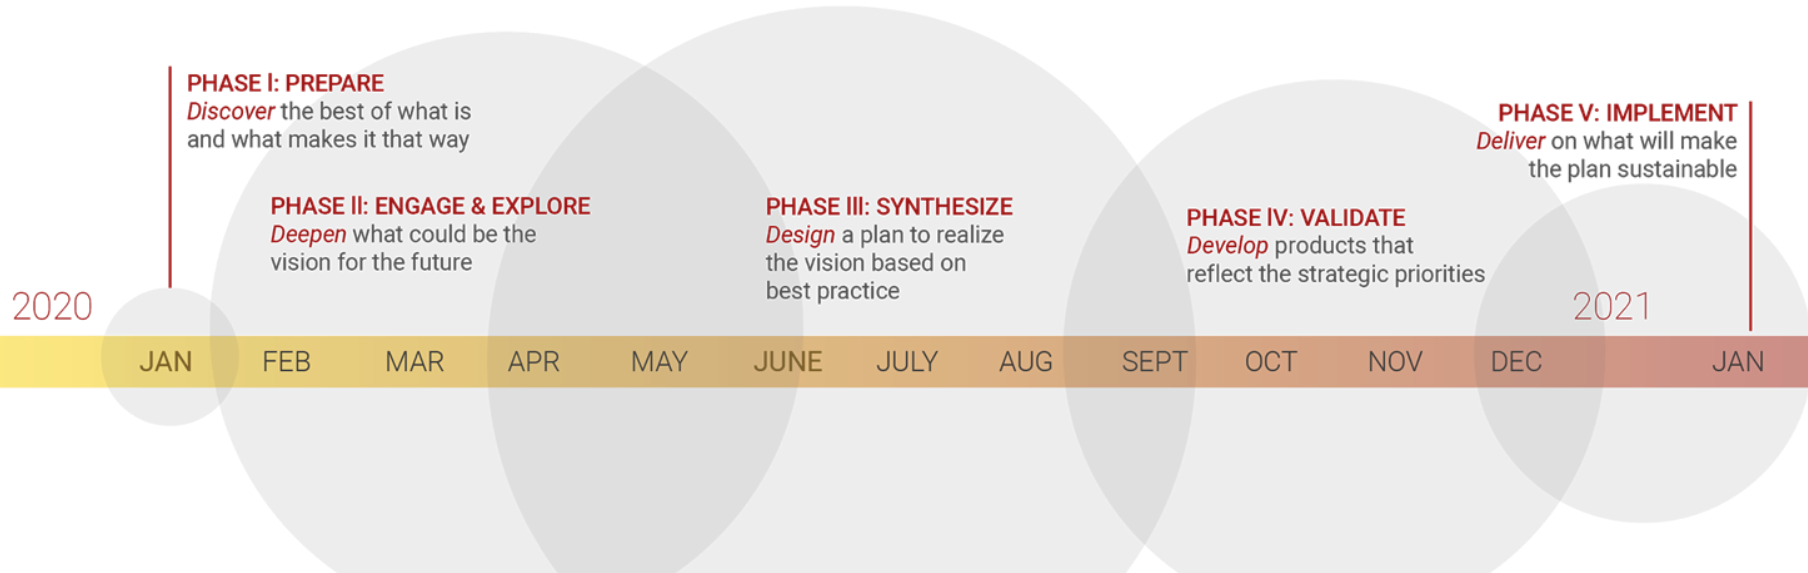 PHASE I: PREPARE
Discover the best of what is
and what makes it that way
PHASE II: ENGAGE & EXPLORE
Deepen what could be the
vision for the future
PHASE III: SYNTHESIZE
Design a plan to realize
the vision based on
best practice
PHASE IV: VALIDATE
Develop products that
reflect the strategic priorities
PHASE V: IMPLEMENT
Deliver on what will make
the plan sustainable
2020
2021
JAN FEB MAR APR MAY JUNE JULY AUG SEPT OCT NOV DEC JAN